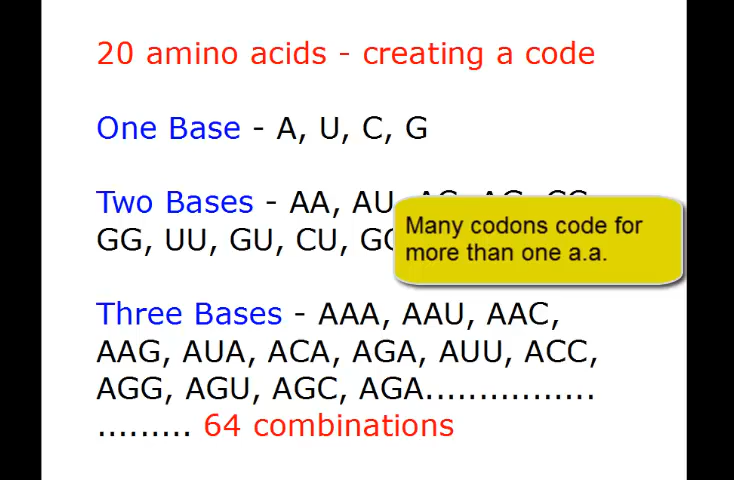 20 amino acids - creating a code
One Base - A, U, C, G
Two Bases - AA, AU,
GG, UU, GU, CU,
Many codons code for
more than one a.a.
Three Bases - AAA, AAU, AAC,
AAG, AUA, ACA, AGA, AUU, ACC,
AGG, AGU, AGC, AGA................
......... 64 combinations